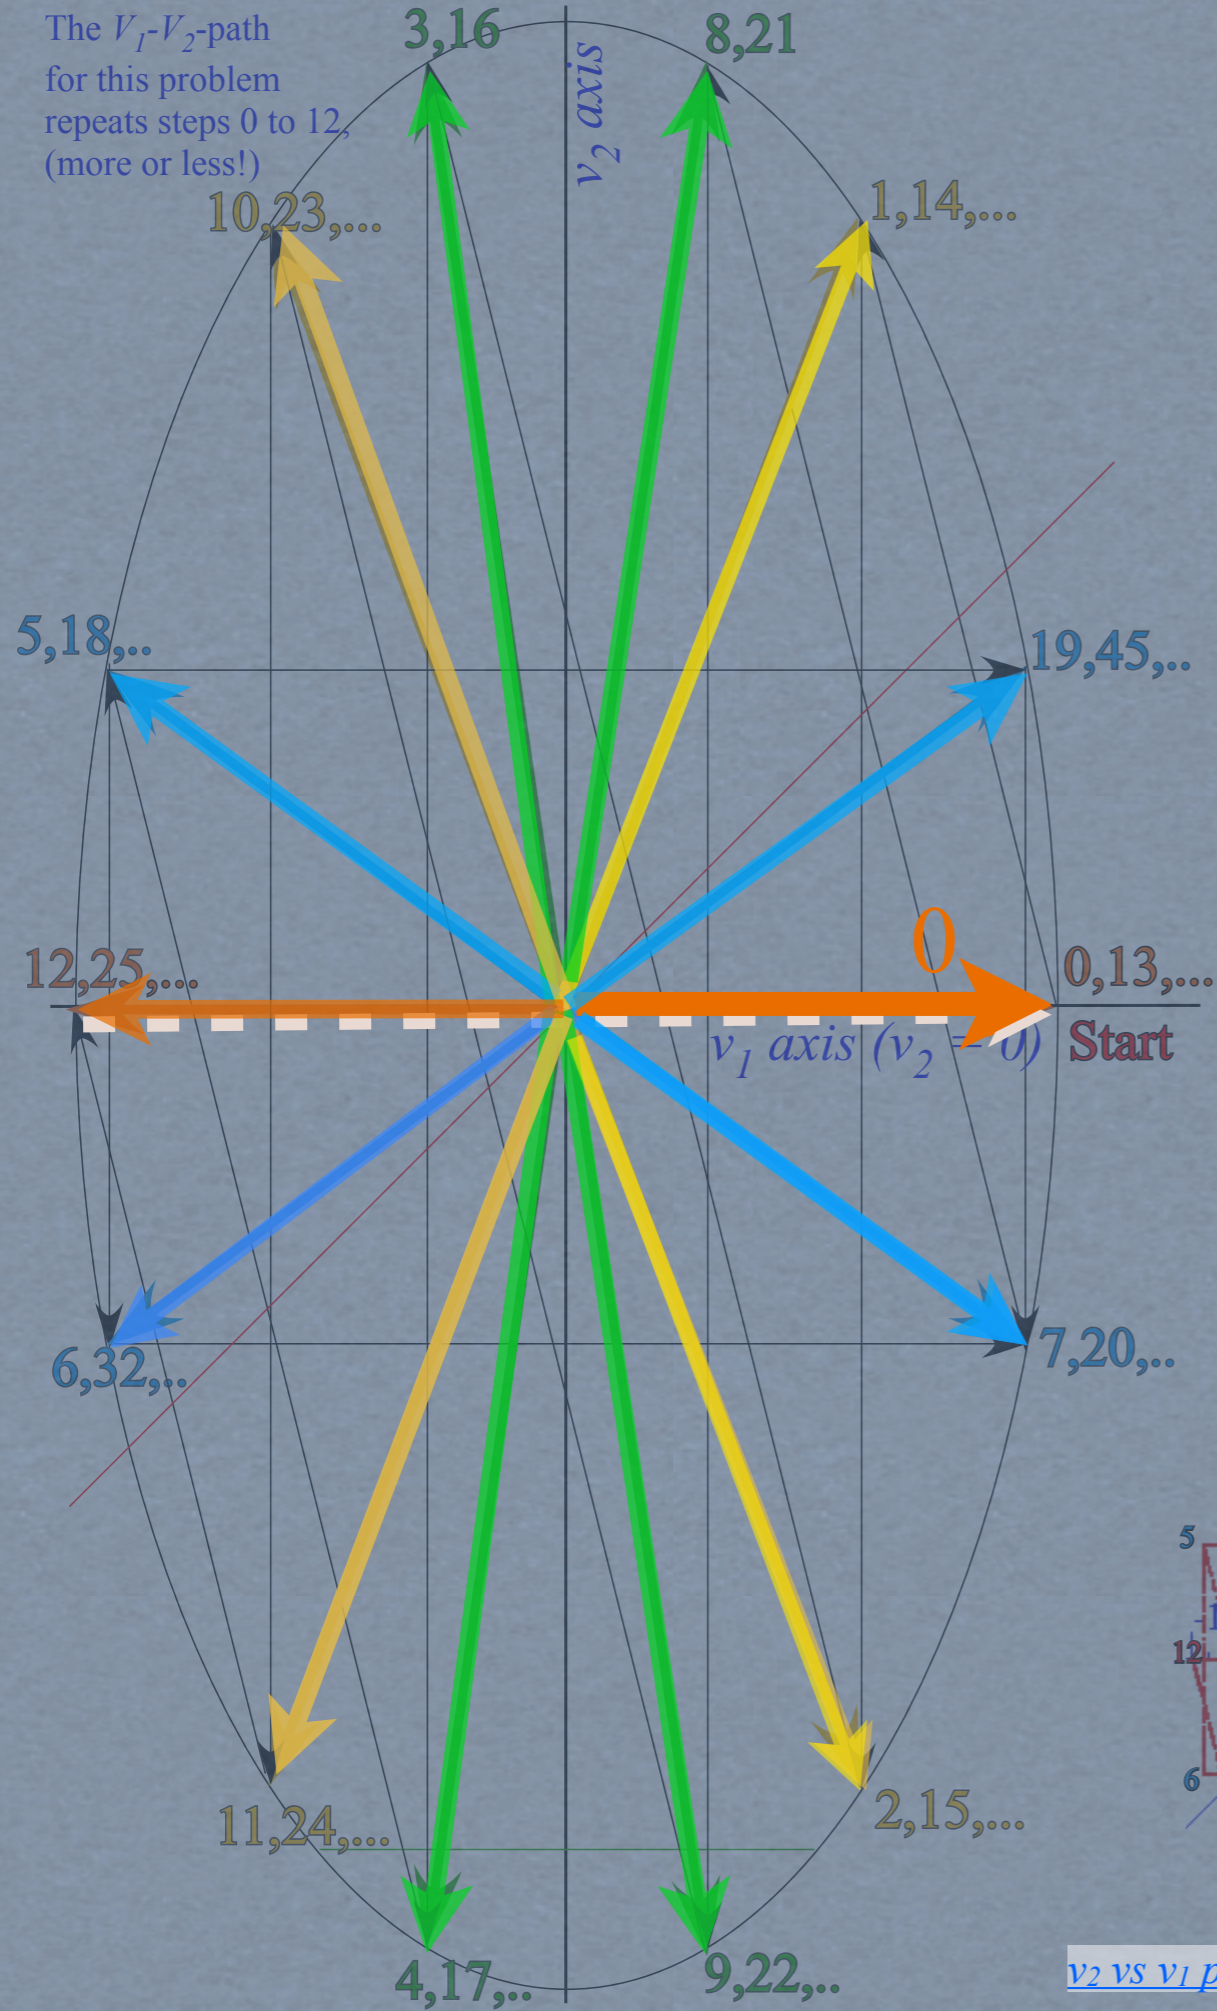 The V1-V2-path
for this problem
repeats steps 0 to 12,
(more or less!)
3,16
8,21
v2 axis
10,23,...
1,14,...
5,18,..
19,45,..
12,25,...
0
0,13,...
v1 axis (v2 = 0)
Start
6,32,..
7,20,..
5
-1
12
6
11,24,...
2,15,...
4,17,..
9,22,..
v2 vs v1 p